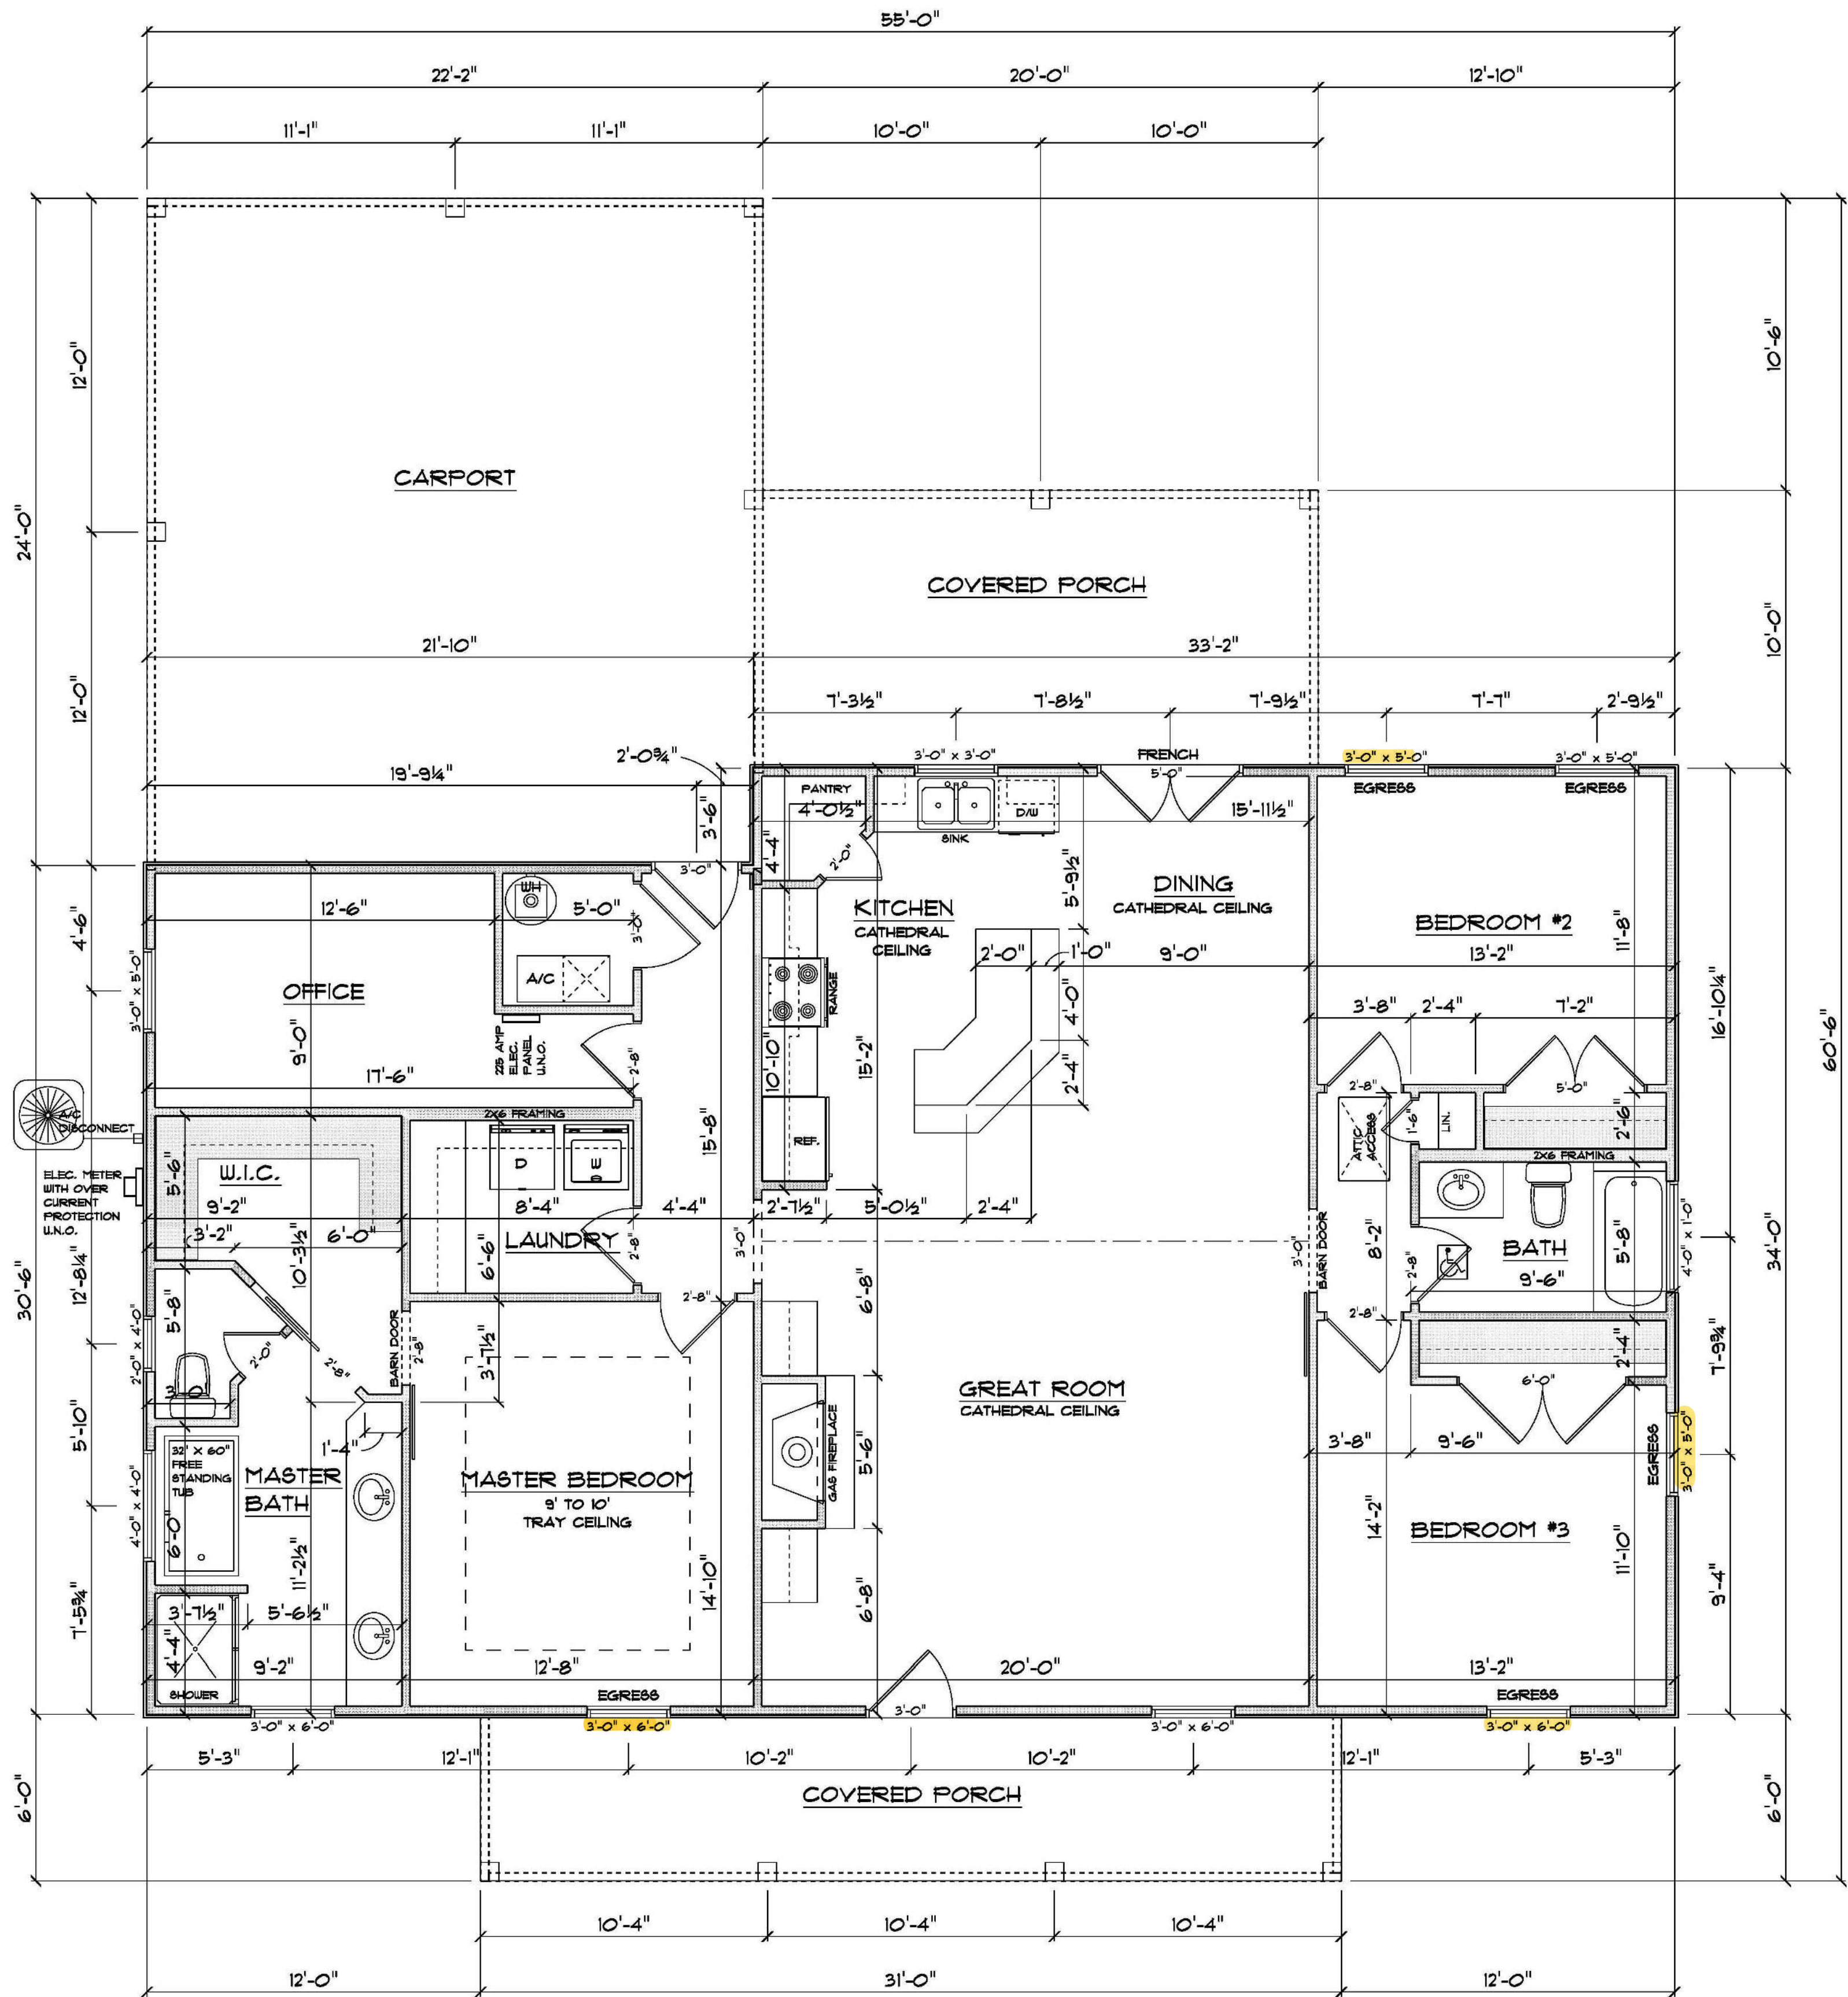 55'-0"
22'-2" 20'-0" 12'-10"
11'-1" 11'-1" 10'-0" 10'-0"
24'-0"
12'-0"
12'-0"
10'-6"
10'-0"
60'-6"
CARPORT
COVERED PORCH
21'-10" 33'-2"
7'-3½" 7'-8½" 7'-9½" 7'-7" 2'-9½"
2'-0¾"
3'-0" x 3'-0" FRENCH 3'-0" x 5'-0" 3'-0" x 5'-0"
19'-9¼"
5'-0"
EGRESS EGRESS
3'-6"
PANTRY
4'-0½"
SINK
D/W
15'-11½"
4'-4"
2'-0"
3'-0"
WH
12'-6" 5'-0"
3'-0"
A/C
4'-6"
3'-0" x 5'-0"
OFFICE
9'-0"
17'-6"
225 AMP
ELEC.
PANEL
U.N.O.
2'-8"
KITCHEN
CATHEDRAL
CEILING
5'-9½"
DINING
CATHEDRAL CEILING
2'-0" 1'-0" 9'-0"
4'-0"
2'-4"
RANGE
10'-10"
15'-2"
REF.
BEDROOM #2
11'-8"
13'-2"
3'-8" 2'-4" 7'-2"
16'-10¼"
2'-8"
5'-0"
1'-6"
LIN.
2'-6"
ATTIC
ACCESS
2X6 FRAMING
A/C
DISCONNECT
ELEC. METER
WITH OVER
CURRENT
PROTECTION
U.N.O.
2X6 FRAMING
5'-6"
W.I.C.
D
15'-8"
9'-2" 8'-4" 4'-4" 2'-7½" 5'-0½" 2'-4"
3'-2" 6'-0"
LAUNDRY
6'-6"
2'-8"
3'-0"
10'-3½"
12'-8¼"
30'-6"
3'-0"
BARN DOOR
8'-2"
2'-8"
BATH
9'-6"
5'-8"
4'-0" x 1'-0"
34'-0"
5'-8"
2'-0" x 4'-0"
2'-0"
2'-8"
3'-0"
BARN DOOR
2'-8"
3'-7½"
2'-8"
6'-8"
2'-8"
2'-4"
6'-0"
7'-9¾"
GREAT ROOM
CATHEDRAL CEILING
GAS FIREPLACE
5'-6"
5'-10"
1'-4"
32" X 60"
FREE
STANDING
TUB
MASTER
BATH
4'-0" x 4'-0"
6'-0"
11'-2½"
MASTER BEDROOM
9' TO 10'
TRAY CEILING
14'-10"
6'-8"
3'-8" 9'-6"
EGRESS
3'-0" x 5'-0"
14'-2"
BEDROOM #3
11'-10"
9'-4"
7'-5¾"
3'-7½" 5'-6½"
4'-4"
9'-2" 12'-8" 20'-0" 13'-2"
SHOWER
EGRESS EGRESS
3'-0"
3'-0" x 6'-0" 3'-0" x 6'-0" 3'-0" x 6'-0" 3'-0" x 6'-0"
5'-3" 12'-1" 10'-2" 10'-2" 12'-1" 5'-3"
6'-0"
COVERED PORCH
6'-0"
10'-4" 10'-4" 10'-4"
12'-0" 31'-0" 12'-0"